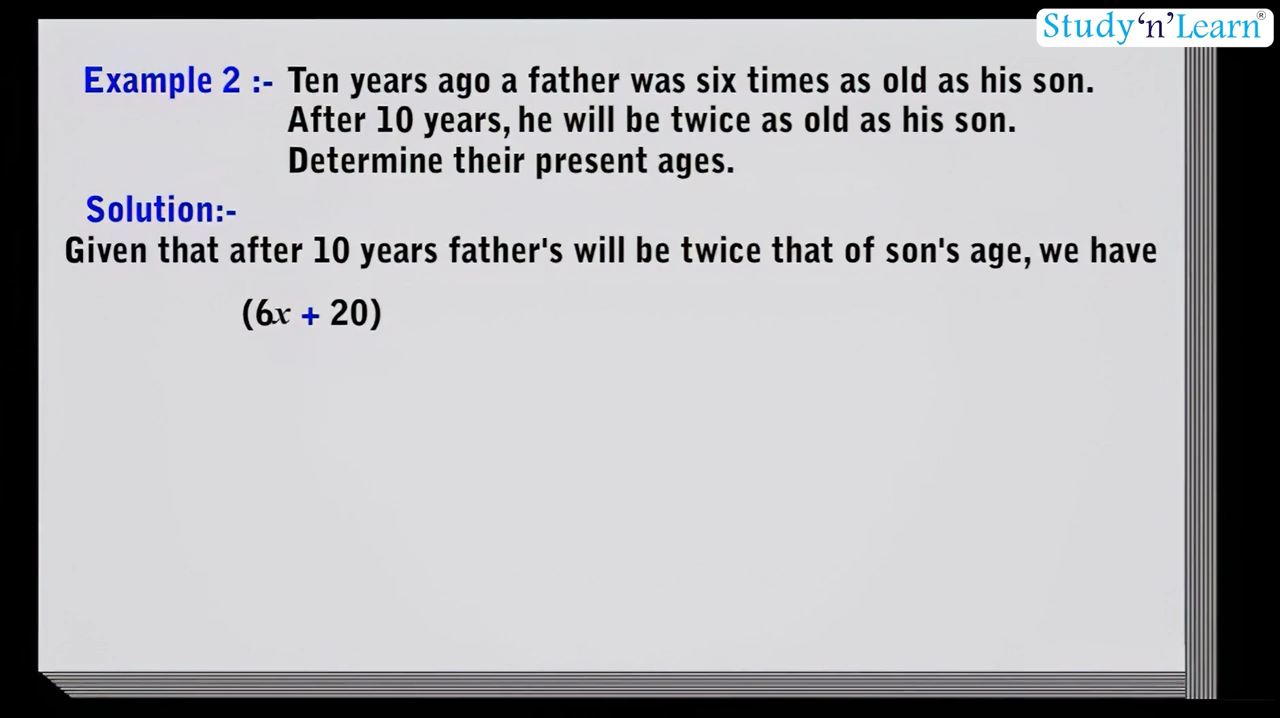 Study‘n’Learn®
Example 2 :- Ten years ago a father was six times as old as his son.
After 10 years, he will be twice as old as his son.
Determine their present ages.
Solution:-
Given that after 10 years father's will be twice that of son's age, we have
(6x + 20)